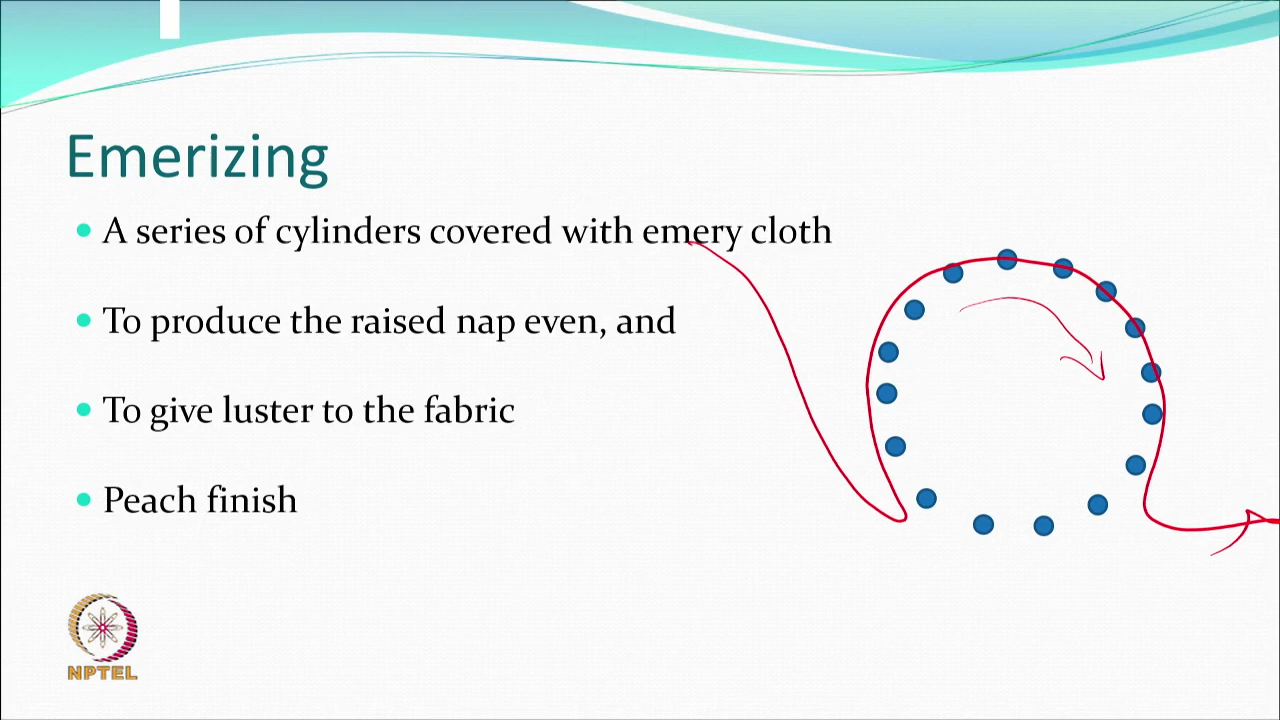 Emerizing
A series of cylinders covered with emery cloth
To produce the raised nap even, and
To give luster to the fabric
Peach finish
NPTEL